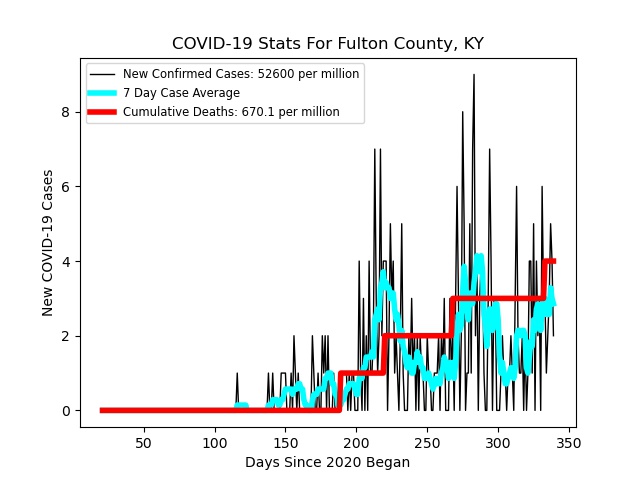 COVID-19 Stats For Fulton County, KY
New Confirmed Cases: 52600 per million
7 Day Case Average
Cumulative Deaths: 670.1 per million
New COVID-19 Cases
8
6
4
2
0
50 100 150 200 250 300 350
Days Since 2020 Began